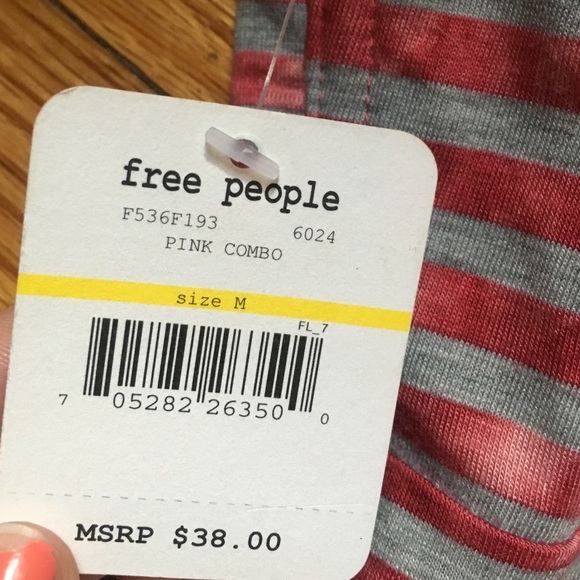 free people
F536F193 6024
PINK COMBO
size M
FL_7
7 05282 26350 0
MSRP $38.00